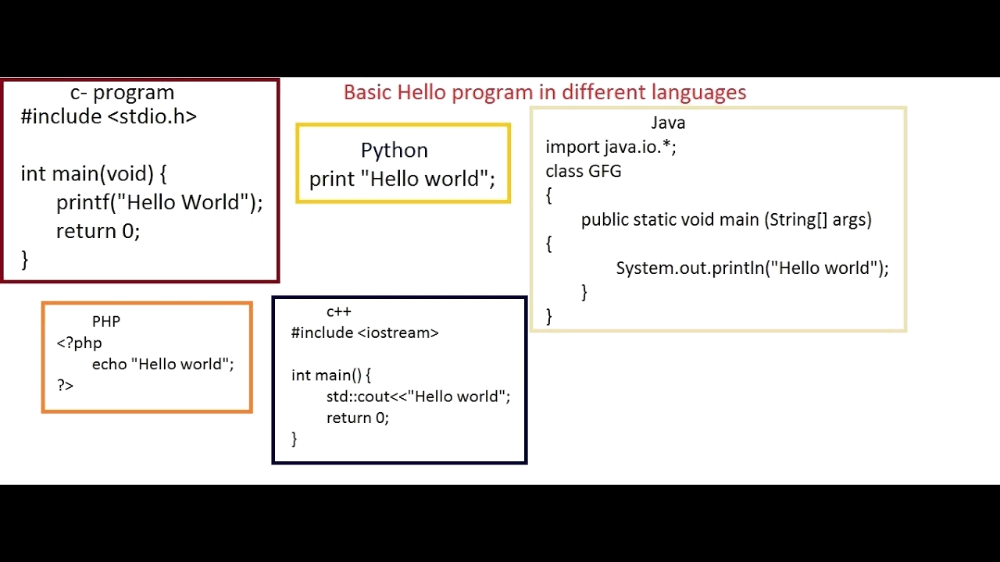 Basic Hello program in different languages
c- program
#include <stdio.h>
int main(void) {
printf("Hello World");
return 0;
}
Python
print "Hello world";
Java
import java.io.*;
class GFG
{
public static void main (String[] args)
{
System.out.println("Hello world");
}
}
PHP
<?php
echo "Hello world";
?>
c++
#include <iostream>
int main() {
std::cout<<"Hello world";
return 0;
}